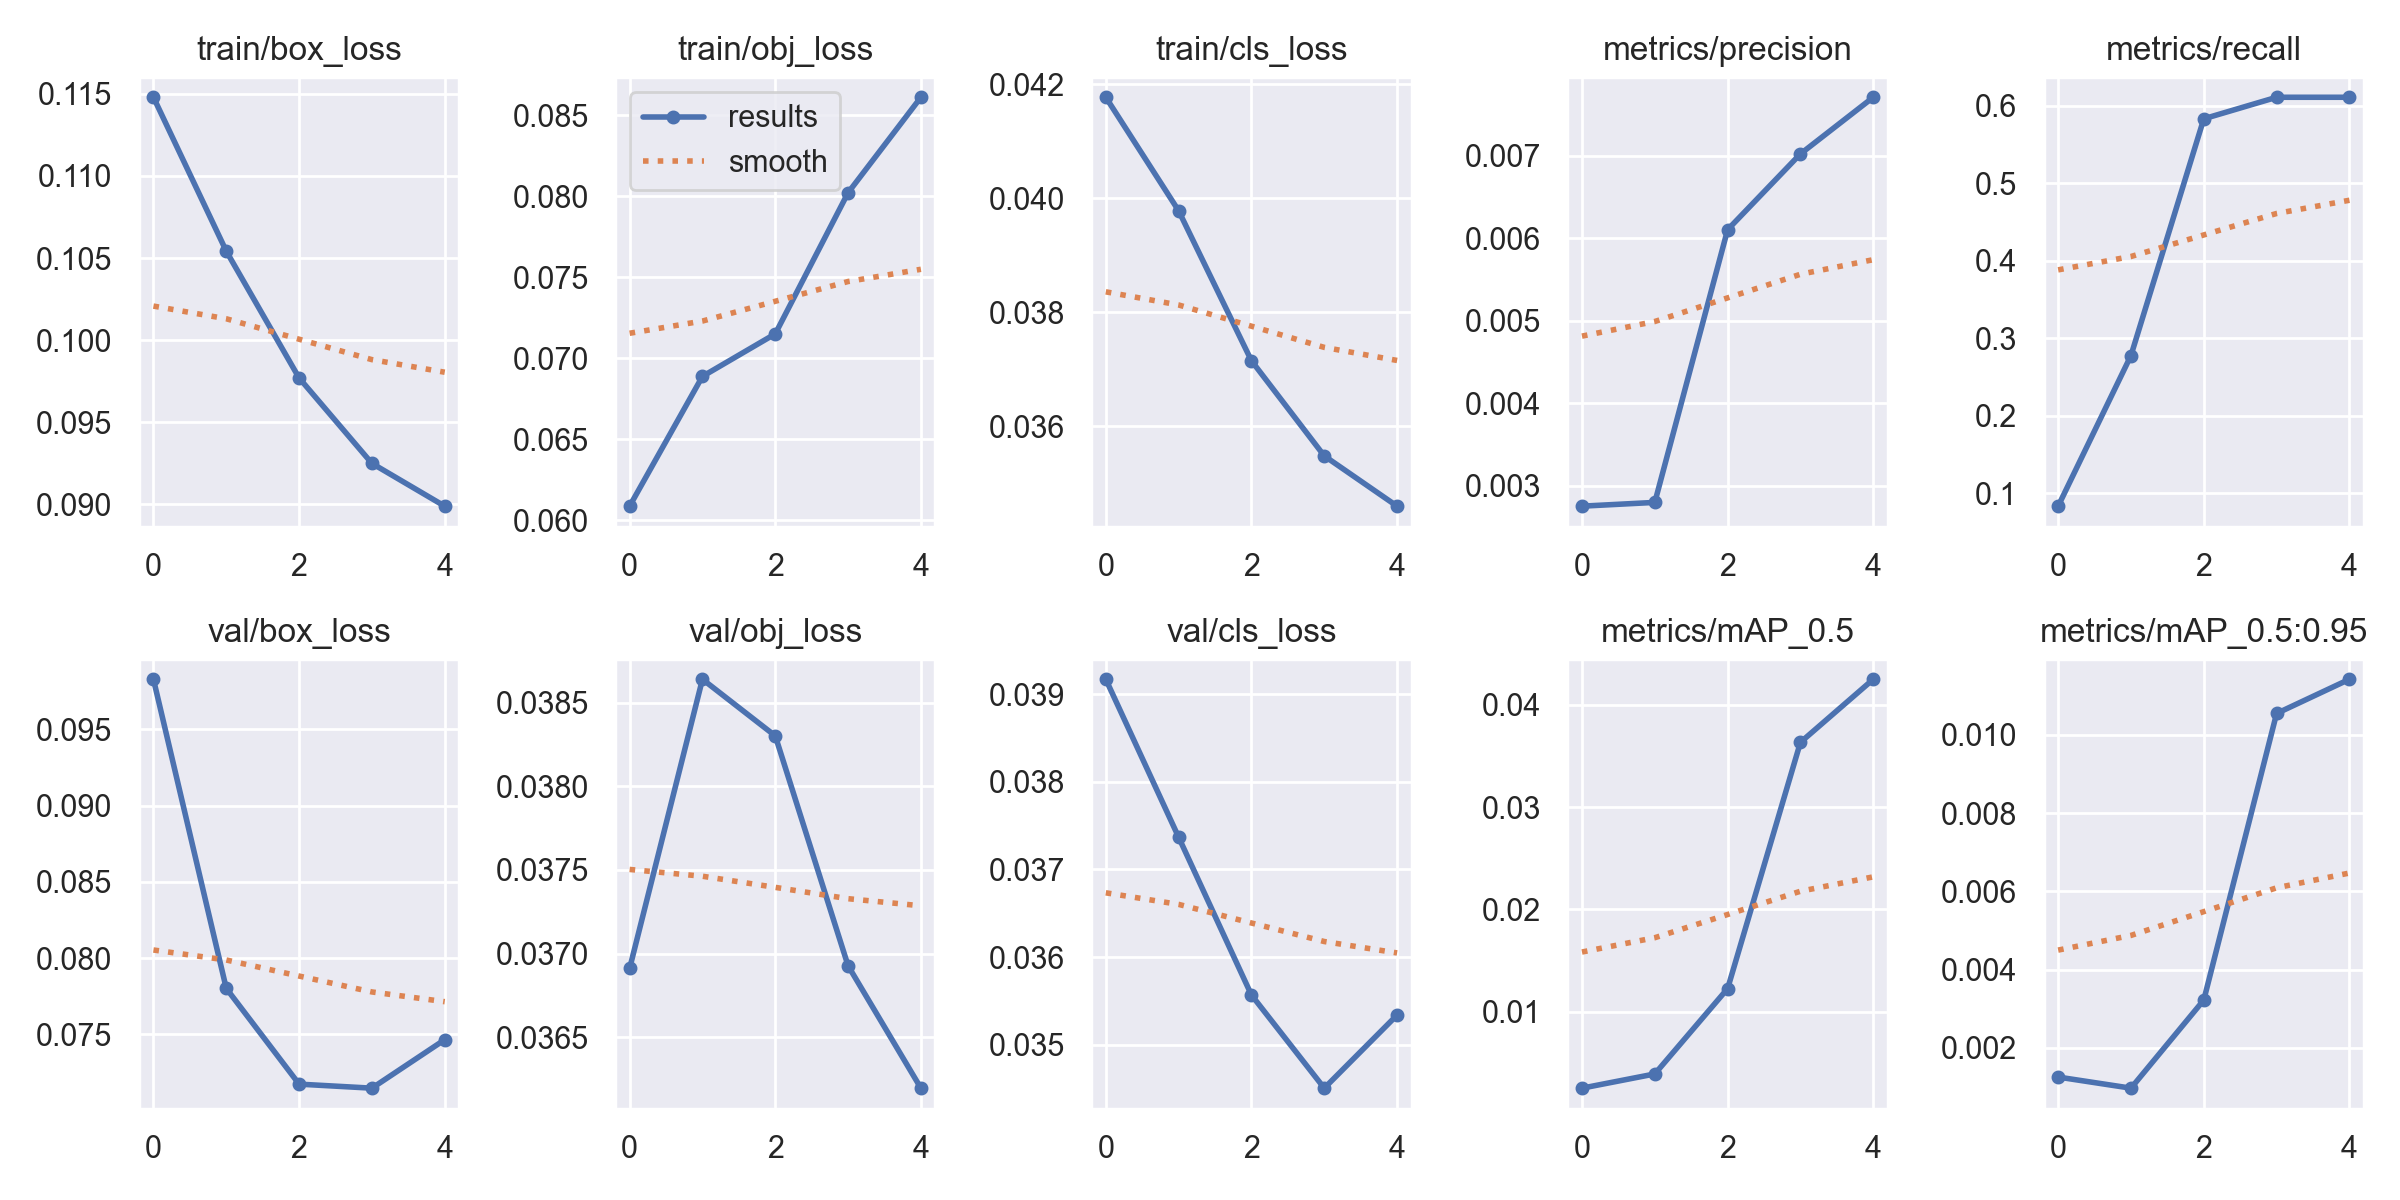 train/box_loss
0.115
0.110
0.105
0.100
0.095
0.090
0 2 4
train/obj_loss
results
smooth
0.085
0.080
0.075
0.070
0.065
0.060
0 2 4
train/cls_loss
0.042
0.040
0.038
0.036
0 2 4
metrics/precision
0.007
0.006
0.005
0.004
0.003
0 2 4
metrics/recall
0.6
0.5
0.4
0.3
0.2
0.1
0 2 4
val/box_loss
0.095
0.090
0.085
0.080
0.075
0 2 4
val/obj_loss
0.0385
0.0380
0.0375
0.0370
0.0365
0 2 4
val/cls_loss
0.039
0.038
0.037
0.036
0.035
0 2 4
metrics/mAP_0.5
0.04
0.03
0.02
0.01
0 2 4
metrics/mAP_0.5:0.95
0.010
0.008
0.006
0.004
0.002
0 2 4